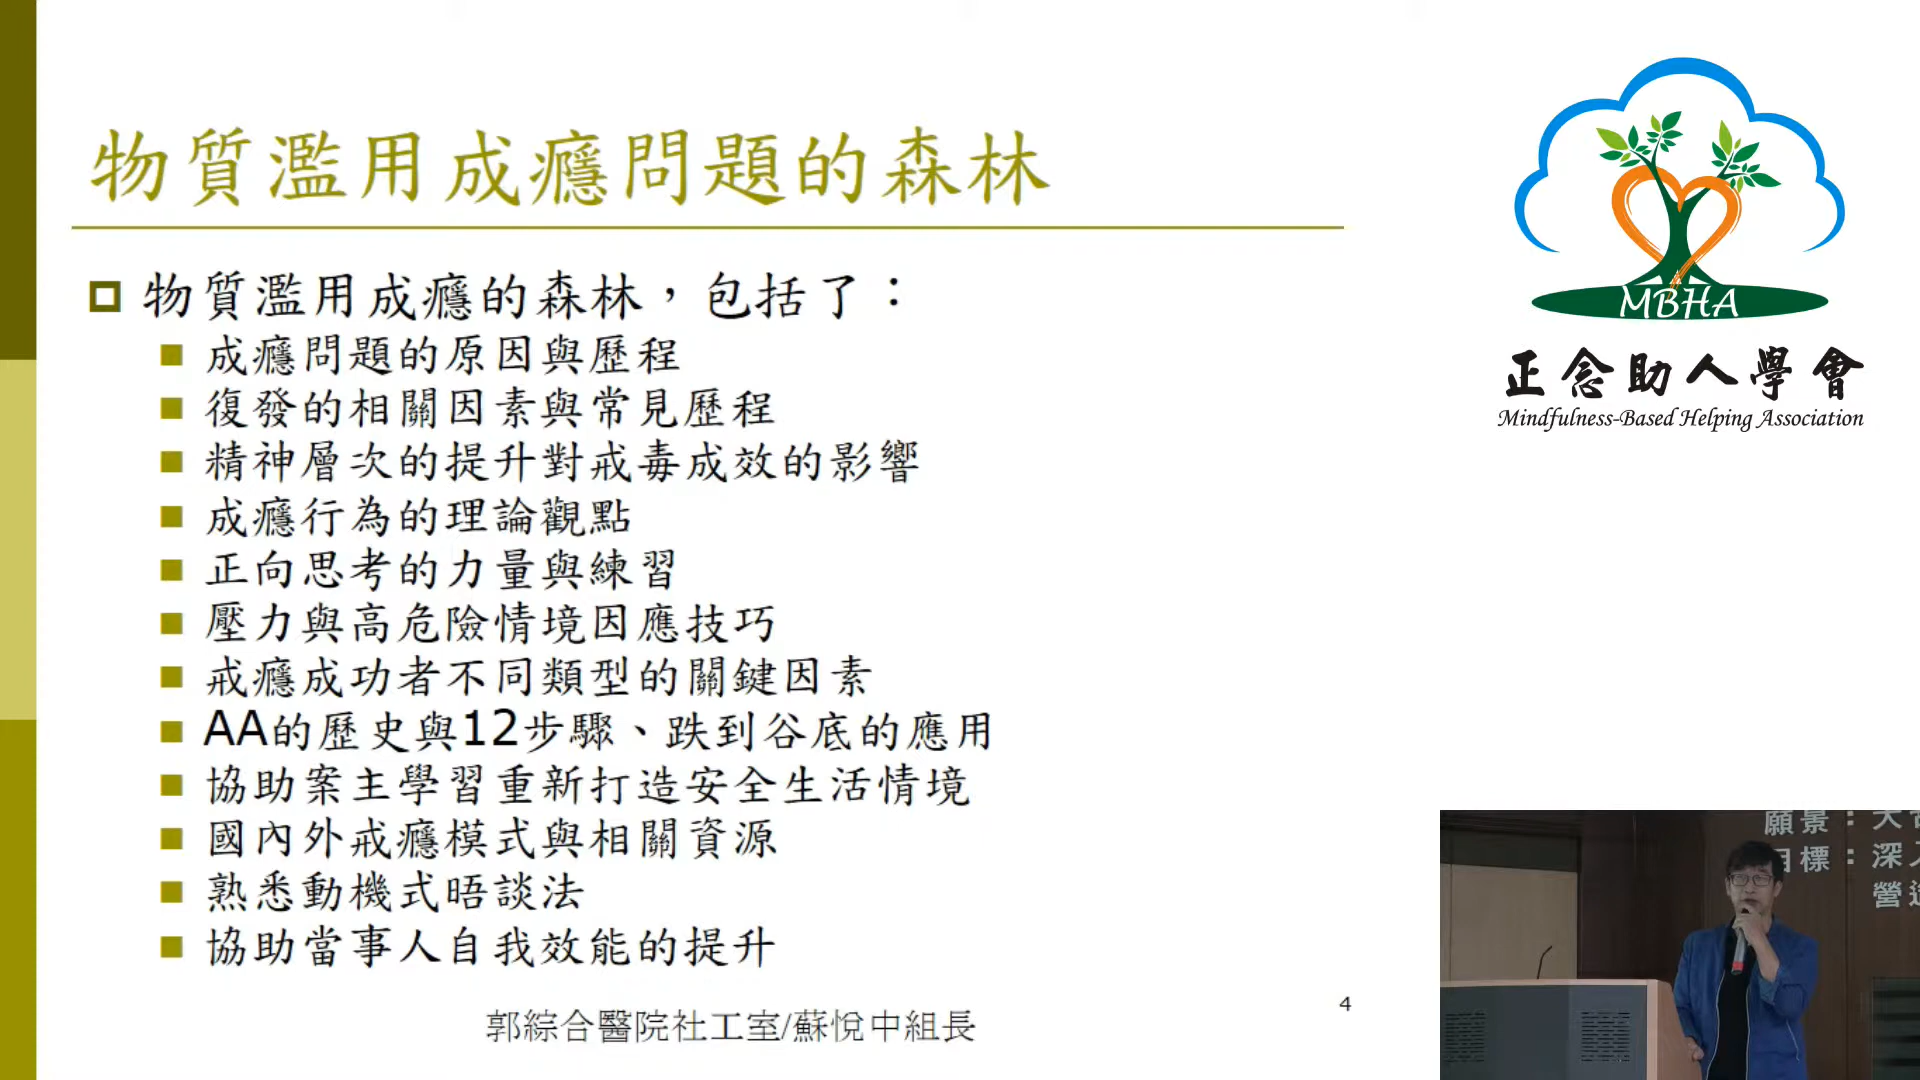 物質濫用成癮問題的森林
物質濫用成癮的森林，包括了：
成癮問題的原因與歷程
復發的相關因素與常見歷程
精神層次的提升對戒毒成效的影響
成癮行為的理論觀點
正向思考的力量與練習
壓力與高危險情境因應技巧
戒癮成功者不同類型的關鍵因素
AA的歷史與12步驟、跌到谷底的應用
協助案主學習重新打造安全生活情境
國內外戒癮模式與相關資源
熟悉動機式晤談法
協助當事人自我效能的提升
郭綜合醫院社工室/蘇悅中組長
4
MBHA
正念助人學會
Mindfulness-Based Helping Association
願景：大
目標：深
營